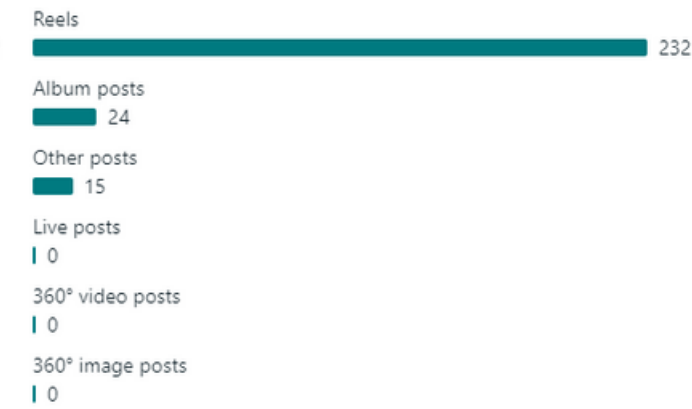 Reels
232
Album posts
24
Other posts
15
Live posts
0
360° video posts
0
360° image posts
0